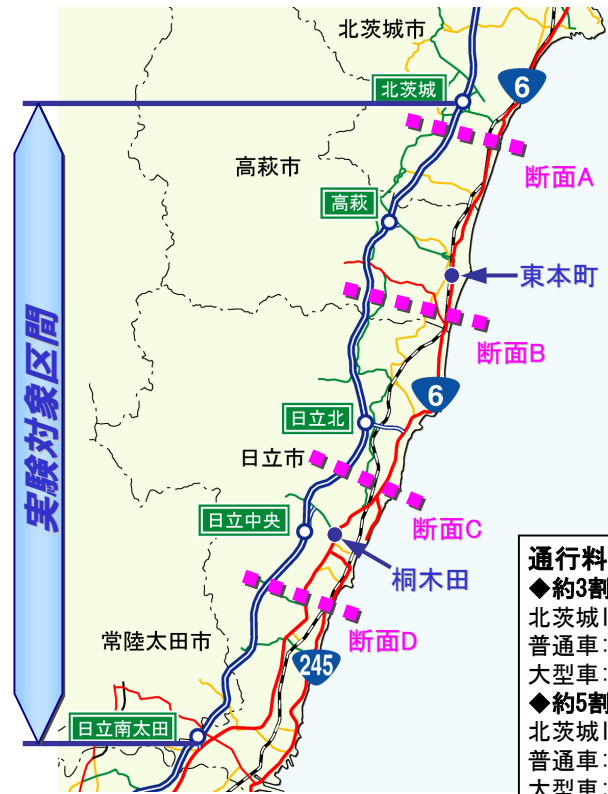 北茨城市
北茨城
6
断面A
高萩市
高萩
東本町
断面B
6
実験対象区間
日立北
日立市
日立中央
断面C
桐木田
断面D
常陸太田市
245
日立南太田
通行料
◆約3割
北茨城I
普通車:
大型車:
◆約5割
北茨城I
普通車:
大型車: